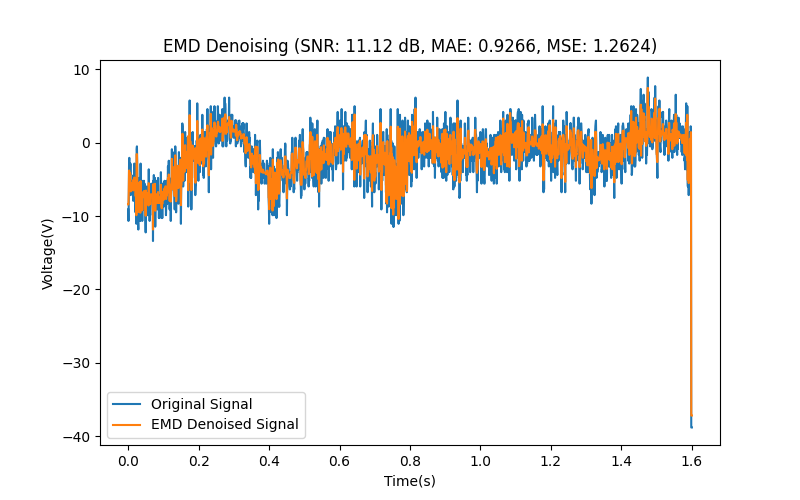 EMD Denoising (SNR: 11.12 dB, MAE: 0.9266, MSE: 1.2624)
10
0
−10
−20
−30
−40
Voltage(V)
Original Signal
EMD Denoised Signal
0.0 0.2 0.4 0.6 0.8 1.0 1.2 1.4 1.6
Time(s)